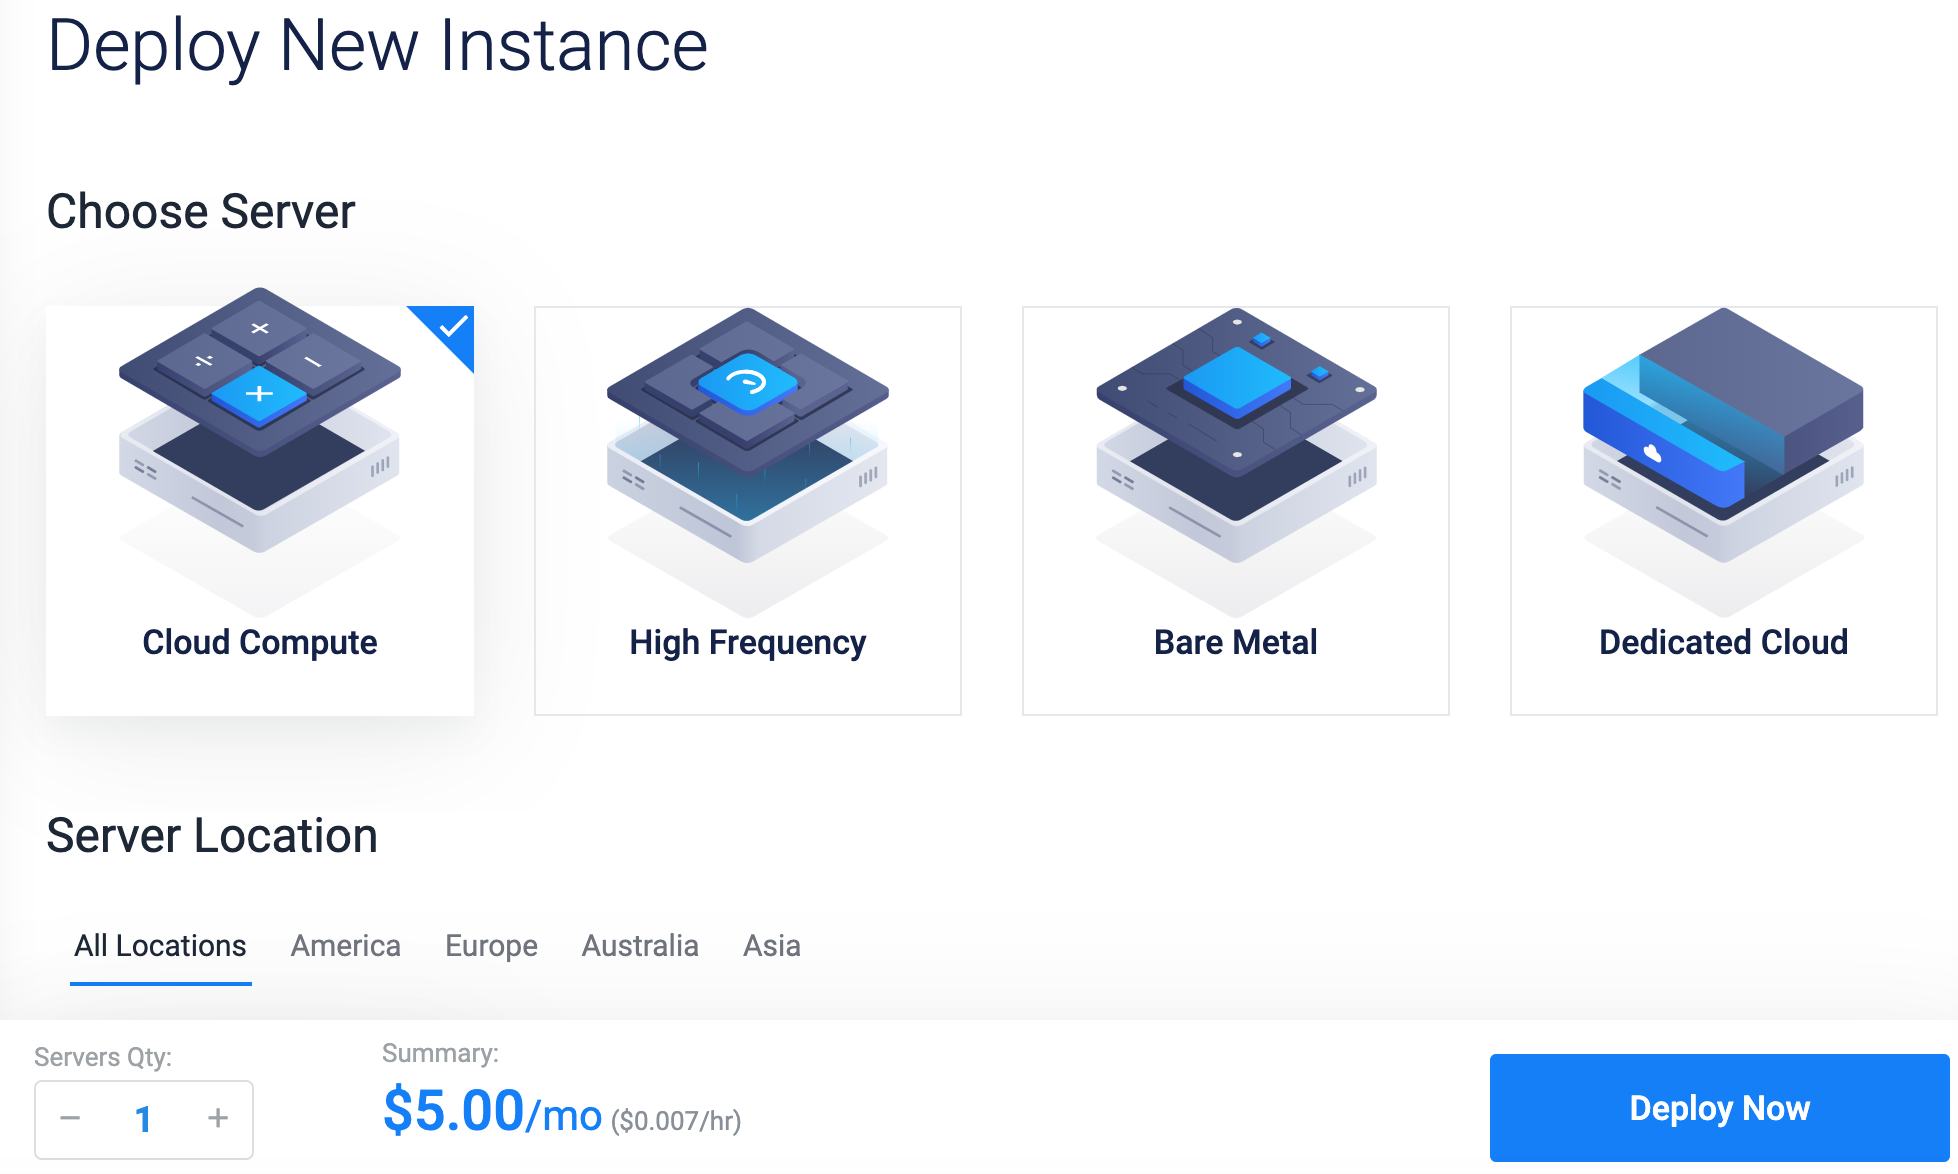 Deploy New Instance
Choose Server
Cloud Compute
High Frequency
Bare Metal
Dedicated Cloud
Server Location
All Locations America Europe Australia Asia
Servers Qty:
− 1 +
Summary:
$5.00/mo ($0.007/hr)
Deploy Now